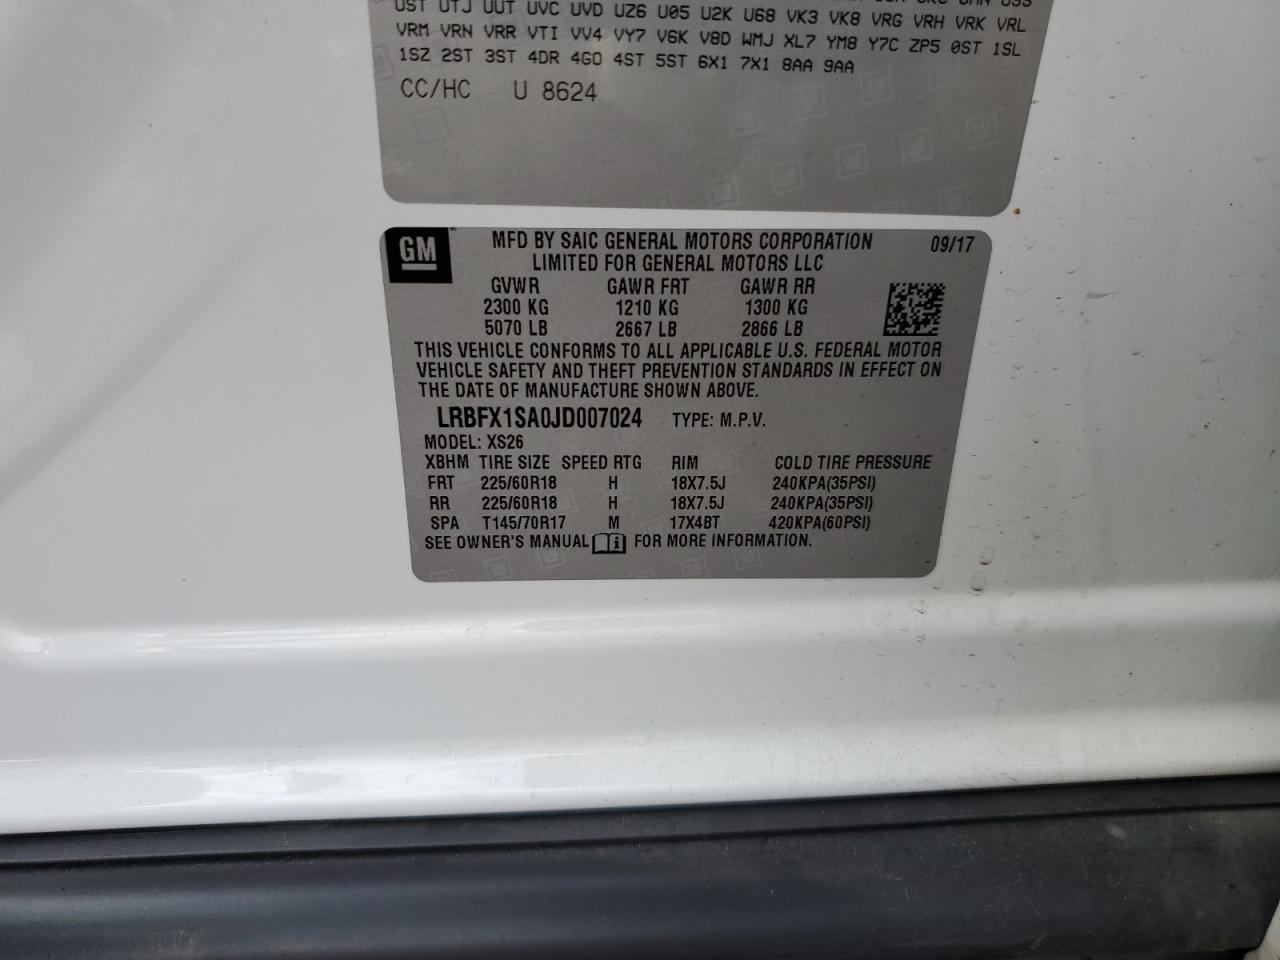 UST UTJ UUT UVC UVD UZ6 U05 U2K U68 VK3 VK8 VRG VRH VRK VRL
VRM VRN VRR VTI VV4 VY7 V6K V8D WMJ XL7 YM8 Y7C ZP5 0ST 1SL
1SZ 2ST 3ST 4DR 4G0 4ST 5ST 6X1 7X1 8AA 9AA
CC/HC U 8624
GM
MFD BY SAIC GENERAL MOTORS CORPORATION 09/17
LIMITED FOR GENERAL MOTORS LLC
GVWR GAWR FRT GAWR RR
2300 KG 1210 KG 1300 KG
5070 LB 2667 LB 2866 LB
THIS VEHICLE CONFORMS TO ALL APPLICABLE U.S. FEDERAL MOTOR
VEHICLE SAFETY AND THEFT PREVENTION STANDARDS IN EFFECT ON
THE DATE OF MANUFACTURE SHOWN ABOVE.
LRBFX1SA0JD007024 TYPE: M.P.V.
MODEL: XS26
XBHM TIRE SIZE SPEED RTG RIM COLD TIRE PRESSURE
FRT 225/60R18 H 18X7.5J 240KPA(35PSI)
RR 225/60R18 H 18X7.5J 240KPA(35PSI)
SPA T145/70R17 M 17X4BT 420KPA(60PSI)
SEE OWNER'S MANUAL FOR MORE INFORMATION.